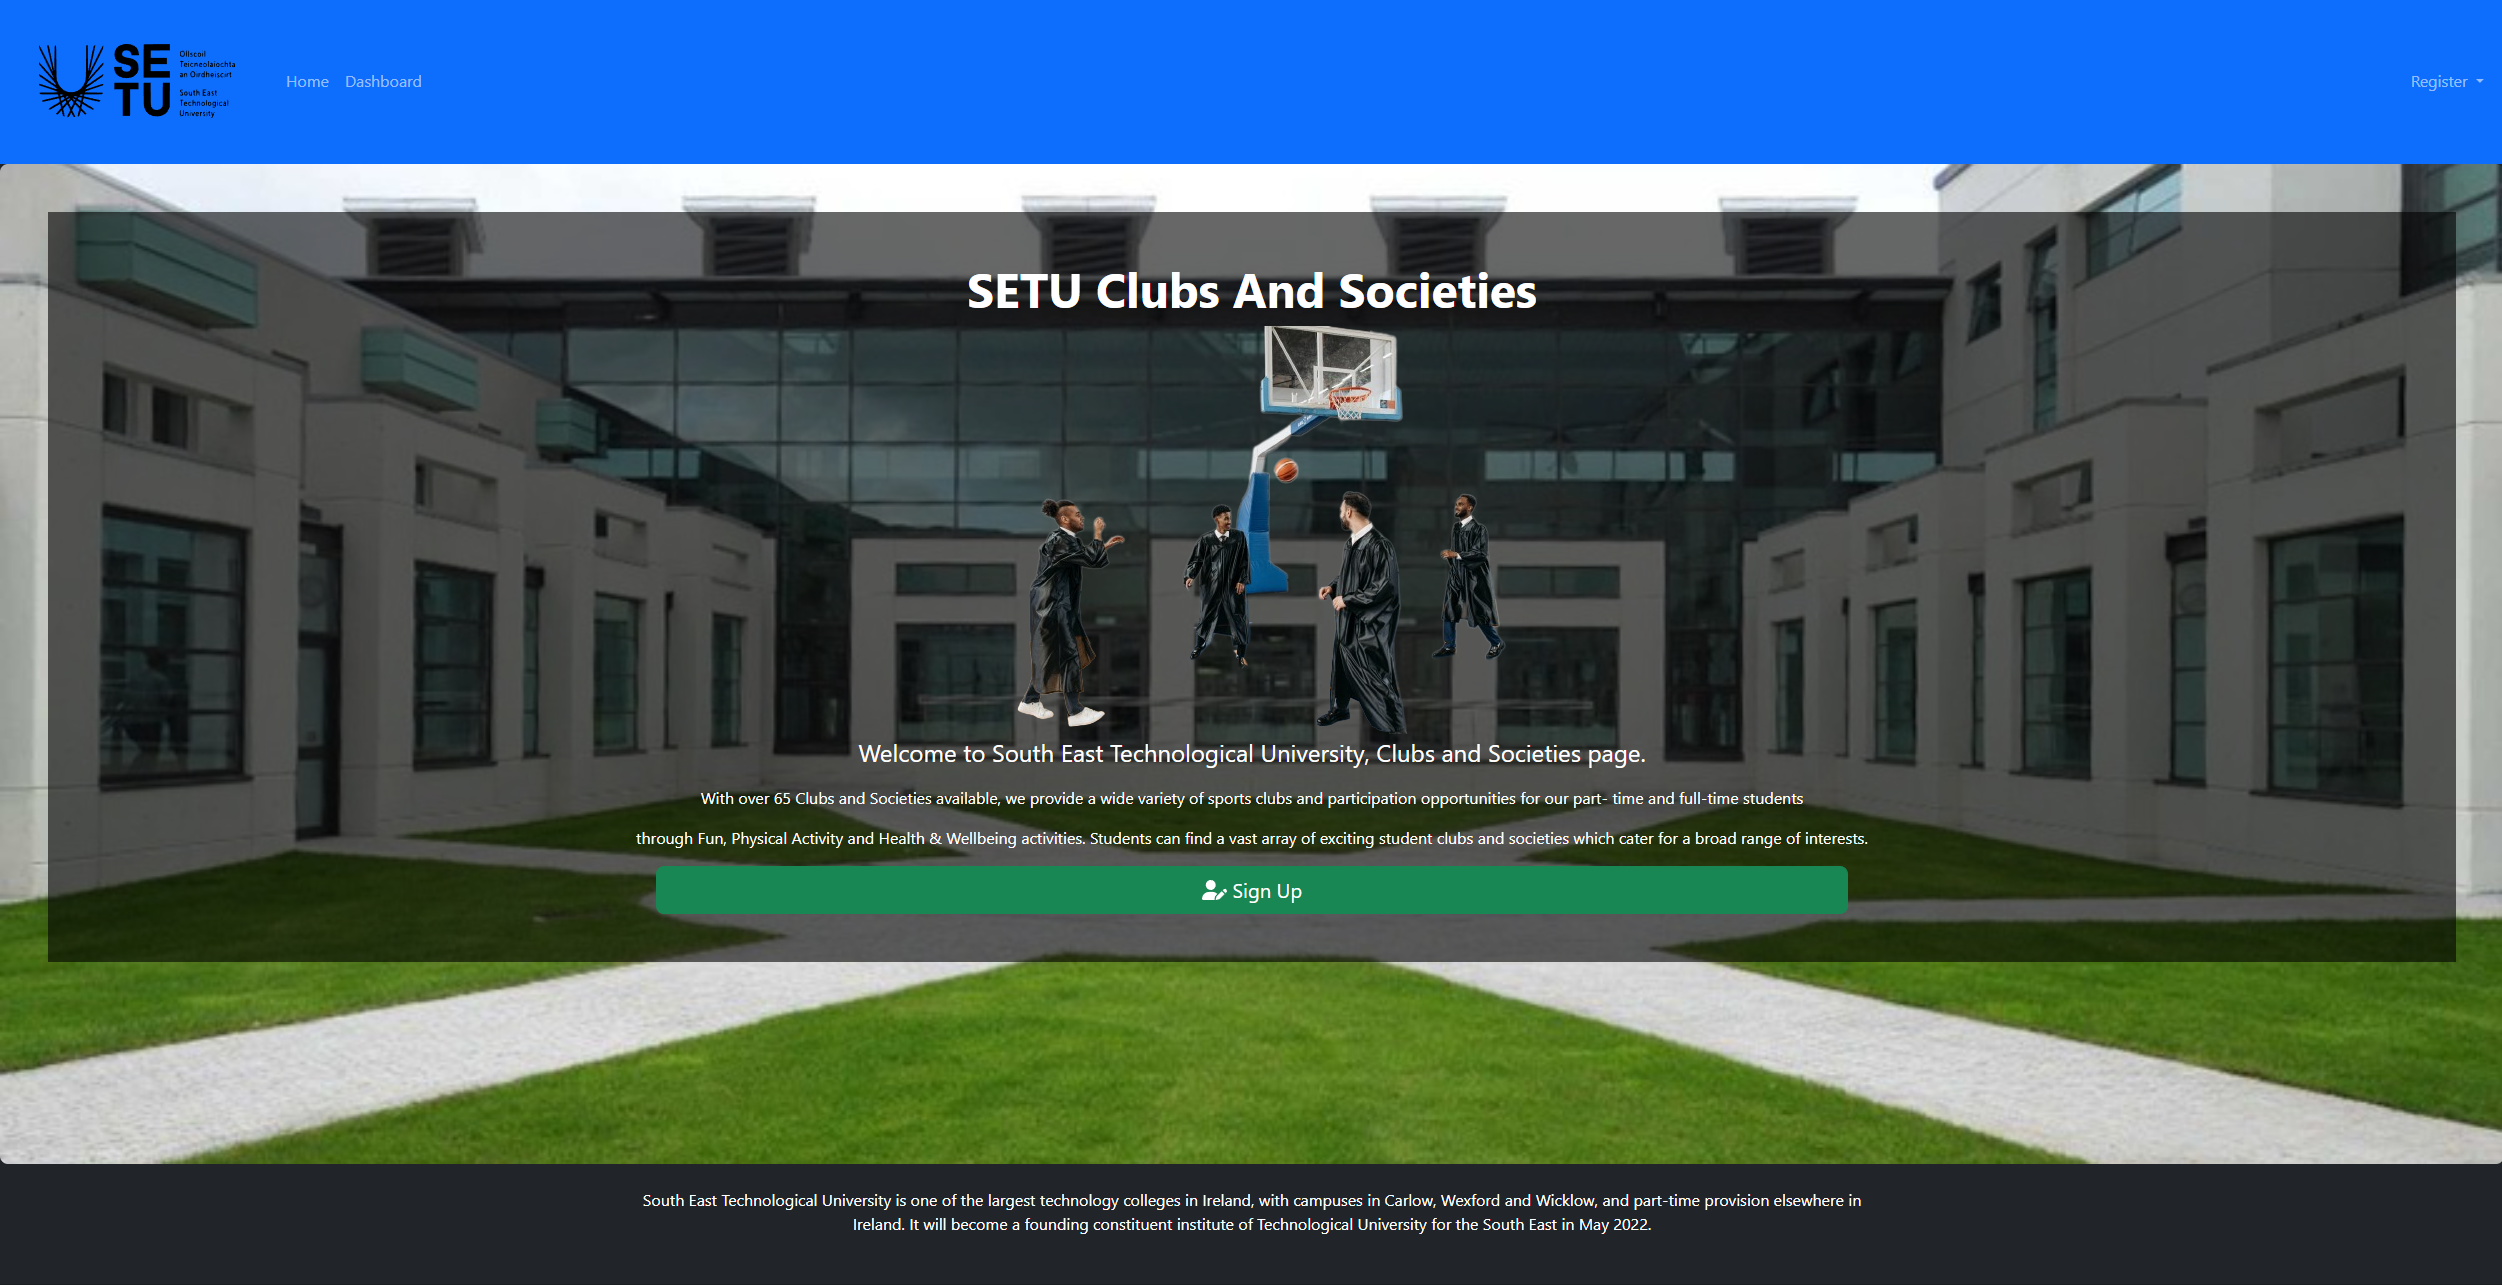 SE
TU
Ollscoil
Teicneolaíochta
an Oirdheiscirt
South East
Technological
University
Home
Dashboard
Register
SETU Clubs And Societies
Welcome to South East Technological University, Clubs and Societies page.
With over 65 Clubs and Societies available, we provide a wide variety of sports clubs and participation opportunities for our part- time and full-time students
through Fun, Physical Activity and Health & Wellbeing activities. Students can find a vast array of exciting student clubs and societies which cater for a broad range of interests.
Sign Up
South East Technological University is one of the largest technology colleges in Ireland, with campuses in Carlow, Wexford and Wicklow, and part-time provision elsewhere in
Ireland. It will become a founding constituent institute of Technological University for the South East in May 2022.